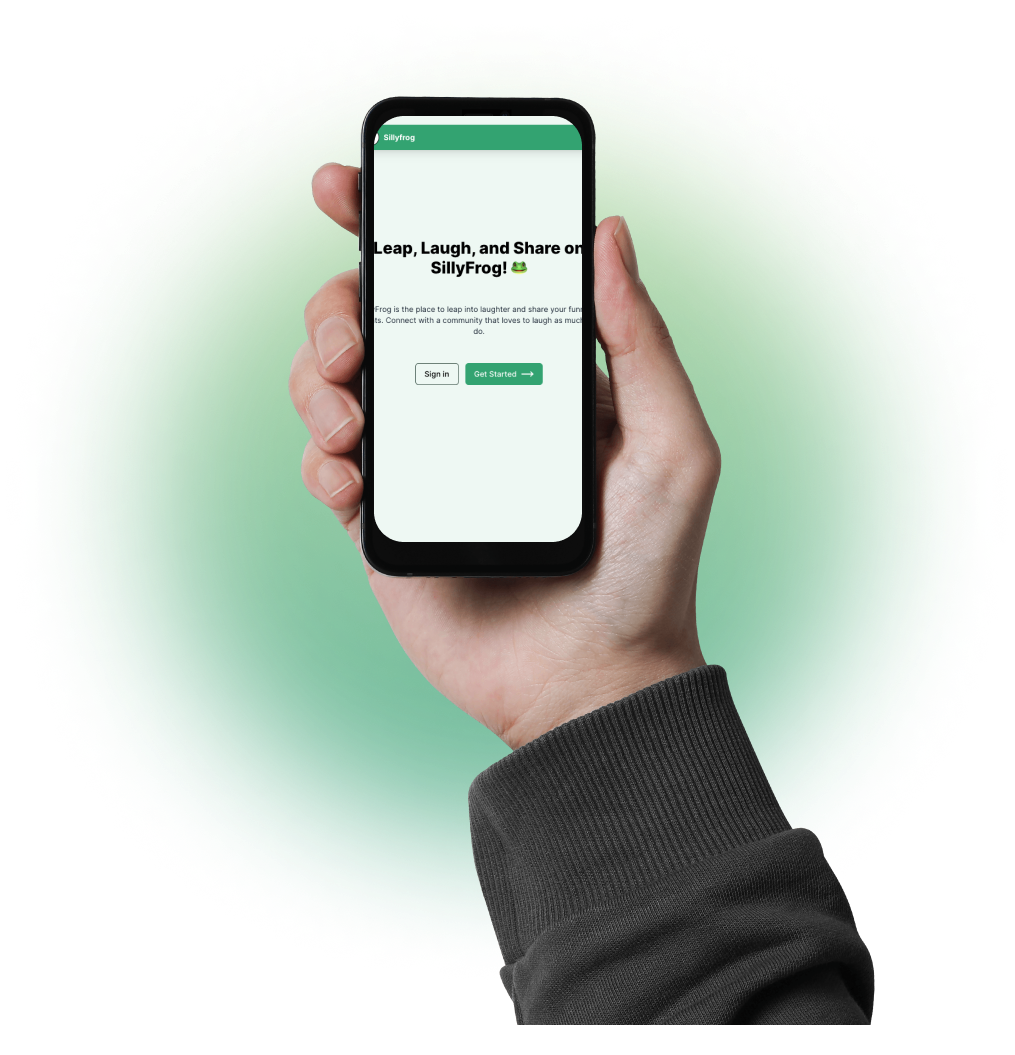 Sillyfrog
Leap, Laugh, and Share on
SillyFrog! 🐸
Frog is the place to leap into laughter and share your
ts. Connect with a community that loves to laugh as much
do.
Sign in
Get Started →